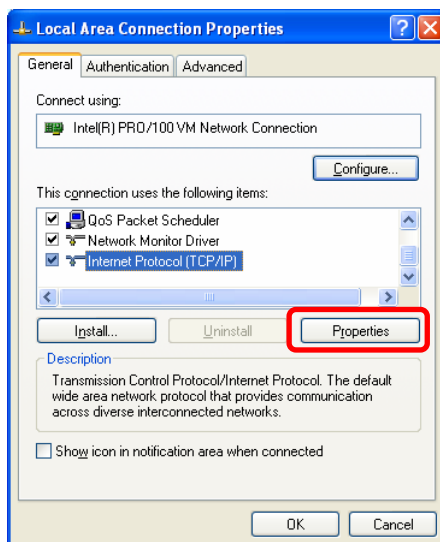 Local Area Connection Properties
General Authentication Advanced
Connect using:
Intel(R) PRO/100 VM Network Connection
Configure...
This connection uses the following items:
QoS Packet Scheduler
Network Monitor Driver
Internet Protocol (TCP/IP)
Install... Uninstall Properties
Description
Transmission Control Protocol/Internet Protocol. The default
wide area network protocol that provides communication
across diverse interconnected networks.
Show icon in notification area when connected
OK Cancel